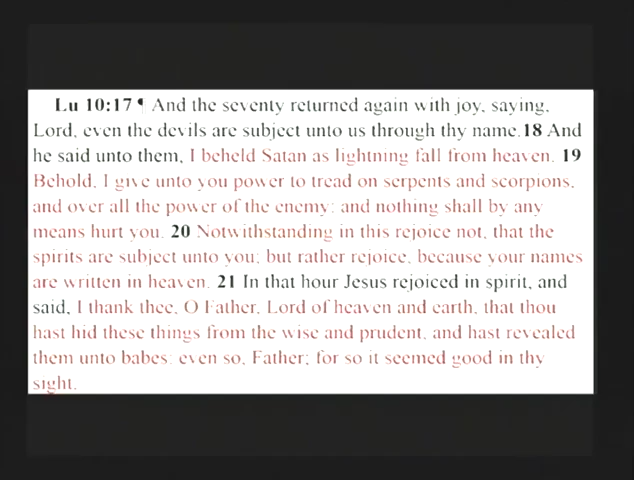 Lu 10:17 ¶ And the seventy returned again with joy, saying,
Lord, even the devils are subject unto us through thy name.18 And
he said unto them, I beheld Satan as lightning fall from heaven. 19
Behold, I give unto you power to tread on serpents and scorpions,
and over all the power of the enemy: and nothing shall by any
means hurt you. 20 Notwithstanding in this rejoice not, that the
spirits are subject unto you; but rather rejoice, because your names
are written in heaven. 21 In that hour Jesus rejoiced in spirit, and
said, I thank thee, O Father, Lord of heaven and earth, that thou
hast hid these things from the wise and prudent, and hast revealed
them unto babes: even so, Father; for so it seemed good in thy
sight.